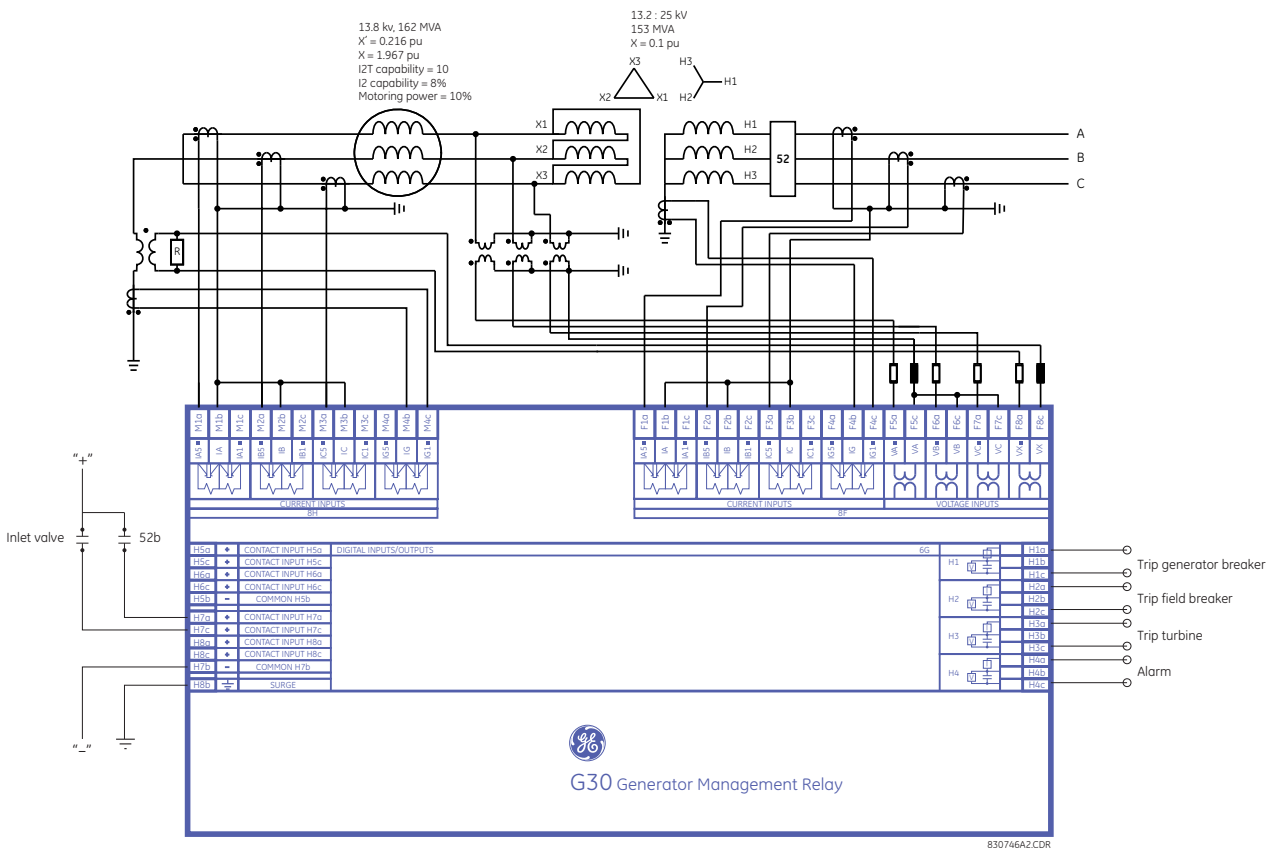 13.8 kv, 162 MVA
X´ = 0.216 pu
X = 1.967 pu
I2T capability = 10
I2 capability = 8%
Motoring power = 10%
13.2 : 25 kV
153 MVA
X = 0.1 pu
X3
X2
X1
H3
H1
H2
X1
X2
X3
H1
H2
H3
52
A
B
C
R
M1a M1b M1c M2a M2b M2c M3a M3b M3c M4a M4b M4c
IA5 IA IA1 IB5 IB IB1 IC5 IC IC1 IG5 IG IG1
CURRENT INPUTS
8H
F1a F1b F1c F2a F2b F2c F3a F3b F3c F4a F4b F4c F5a F5c F6a F6c F7a F7c F8a F8c
IA5 IA IA1 IB5 IB IB1 IC5 IC IC1 IG5 IG IG1 VA VA VB VB VC VC VX VX
CURRENT INPUTS VOLTAGE INPUTS
8F
"+"
Inlet valve
52b
"–"
H5a + CONTACT INPUT H5a
H5c + CONTACT INPUT H5c
H6a + CONTACT INPUT H6a
H6c + CONTACT INPUT H6c
H5b - COMMON H5b
H7a + CONTACT INPUT H7a
H7c + CONTACT INPUT H7c
H8a + CONTACT INPUT H8a
H8c + CONTACT INPUT H8c
H7b - COMMON H7b
H8b SURGE
DIGITAL INPUTS/OUTPUTS 6G
H1 V I H1a
H1b
H1c
H2 V I H2a
H2b
H2c
H3 V I H3a
H3b
H3c
H4 V I H4a
H4b
H4c
Trip generator breaker
Trip field breaker
Trip turbine
Alarm
GE
G30 Generator Management Relay
830746A2.CDR